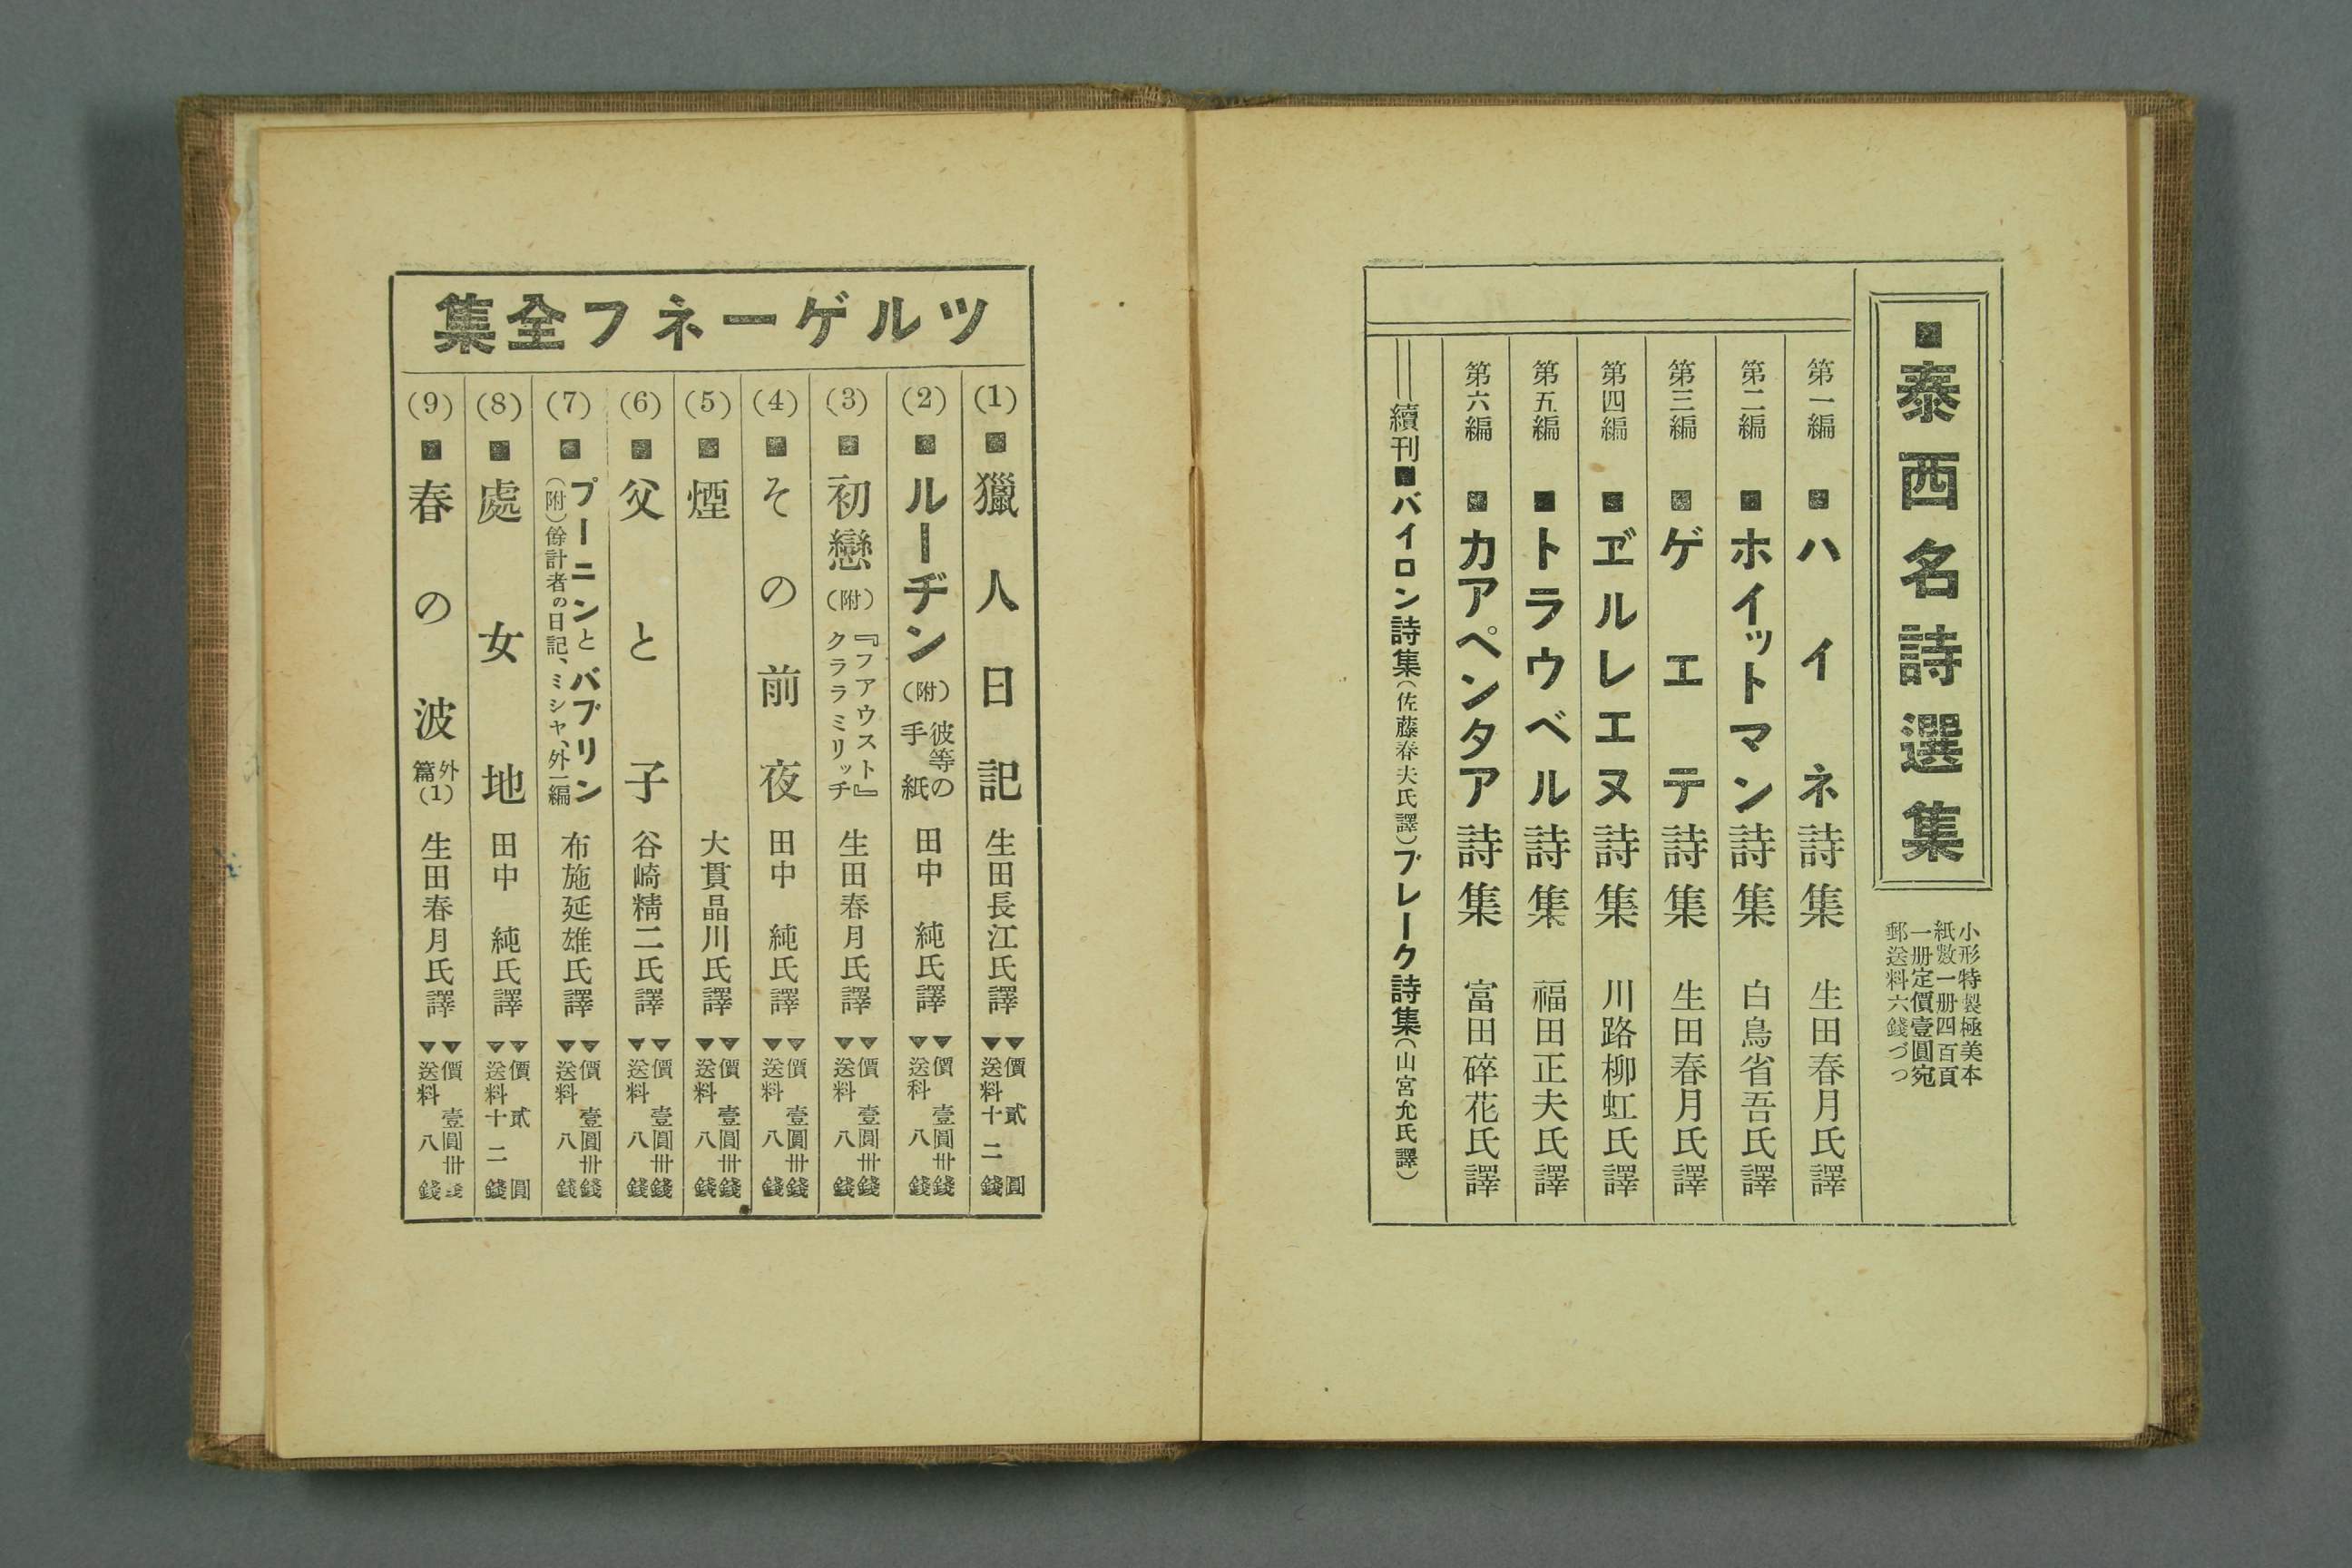 ■泰西名詩選集
小形特製極美本
紙數一册四百頁
一册定價壹圓宛
郵送料六錢づつ
第一編 ■ハイネ詩集 生田春月氏譯
第二編 ■ホイットマン詩集 白鳥省吾氏譯
第三編 ■ゲエテ詩集 生田春月氏譯
第四編 ■ヱルレエヌ詩集 川路柳虹氏譯
第五編 ■トラウベル詩集 福田正夫氏譯
第六編 ■カアペンタア詩集 富田碎花氏譯
續刊■バイロン詩集(佐藤春夫氏譯)ブレーク詩集(山宮允氏譯)
ツルゲーネフ全集
(1)■獵人日記 生田長江氏譯 ▼價貳圓 ▼送料十二錢
(2)■ルーヂン(附)彼等の手紙 田中純氏譯 ▼價壹圓卅錢 ▼送料八錢
(3)■初戀(附)『フアウスト』クララミリッチ 生田春月氏譯 ▼價壹圓卅錢 ▼送料八錢
(4)■その前夜 田中純氏譯 ▼價壹圓卅錢 ▼送料八錢
(5)■煙 大貫晶川氏譯 ▼價壹圓卅錢 ▼送料八錢
(6)■父と子 谷崎精二氏譯 ▼價壹圓卅錢 ▼送料八錢
(7)■プーニンとバブリン(附)餘計者の日記、ミシャ、外一編 布施延雄氏譯 ▼價壹圓卅錢 ▼送料八錢
(8)■處女地 田中純氏譯 ▼價貳圓 ▼送料十二錢
(9)■春の波 外篇(1) 生田春月氏譯 ▼價壹圓卅錢 ▼送料八錢